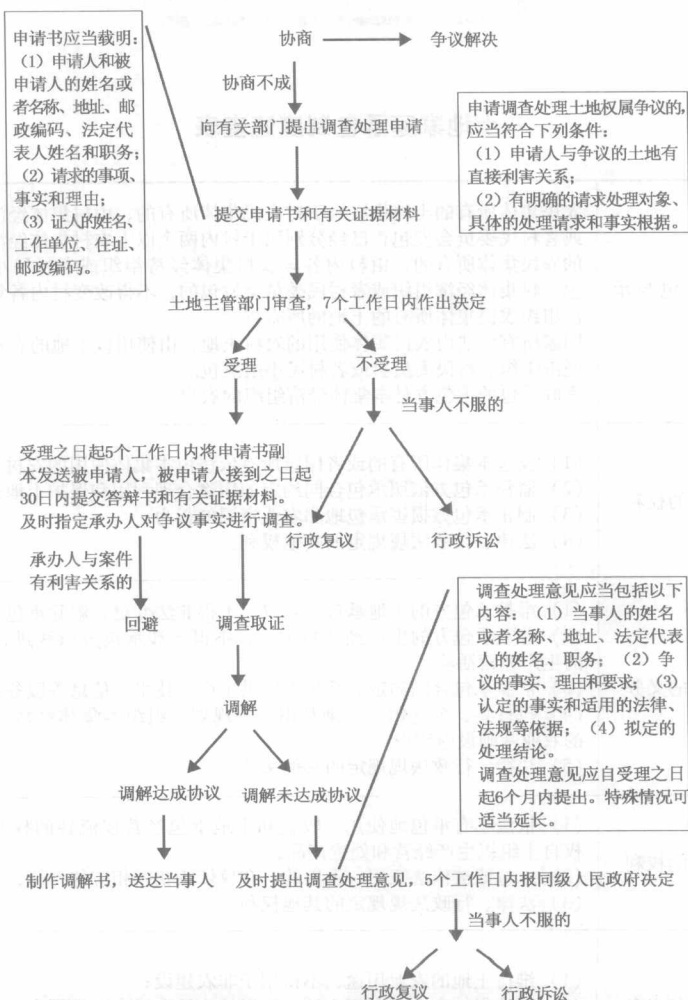 申请书应当载明：
（1）申请人和被
申请人的姓名或
者名称、地址、邮
政编码、法定代
表人姓名和职务；
（2）请求的事项、
事实和理由；
（3）证人的姓名、
工作单位、住址、
邮政编码。
协商
争议解决
协商不成
向有关部门提出调查处理申请
申请调查处理土地权属争议的，
应当符合下列条件：
（1）申请人与争议的土地有
直接利害关系；
（2）有明确的请求处理对象、
具体的处理请求和事实根据。
提交申请书和有关证据材料
土地主管部门审查，7个工作日内作出决定
受理
不受理
当事人不服的
受理之日起5个工作日内将申请书副
本发送被申请人，被申请人接到之日起
30日内提交答辩书和有关证据材料。
及时指定承办人对争议事实进行调查。
行政复议
行政诉讼
承办人与案件
有利害关系的
回避
调查取证
调查处理意见应当包括以下
内容：（1）当事人的姓名
或者名称、地址、法定代表
人的姓名、职务；（2）争
议的事实、理由和要求；（3）
认定的事实和适用的法律、
法规等依据；（4）拟定的
处理结论。
调查处理意见应自受理之日
起6个月内提出。特殊情况可
适当延长。
调解
调解达成协议
调解未达成协议
制作调解书，送达当事人
及时提出调查处理意见，5个工作日内报同级人民政府决定
当事人不服的
行政复议
行政诉讼